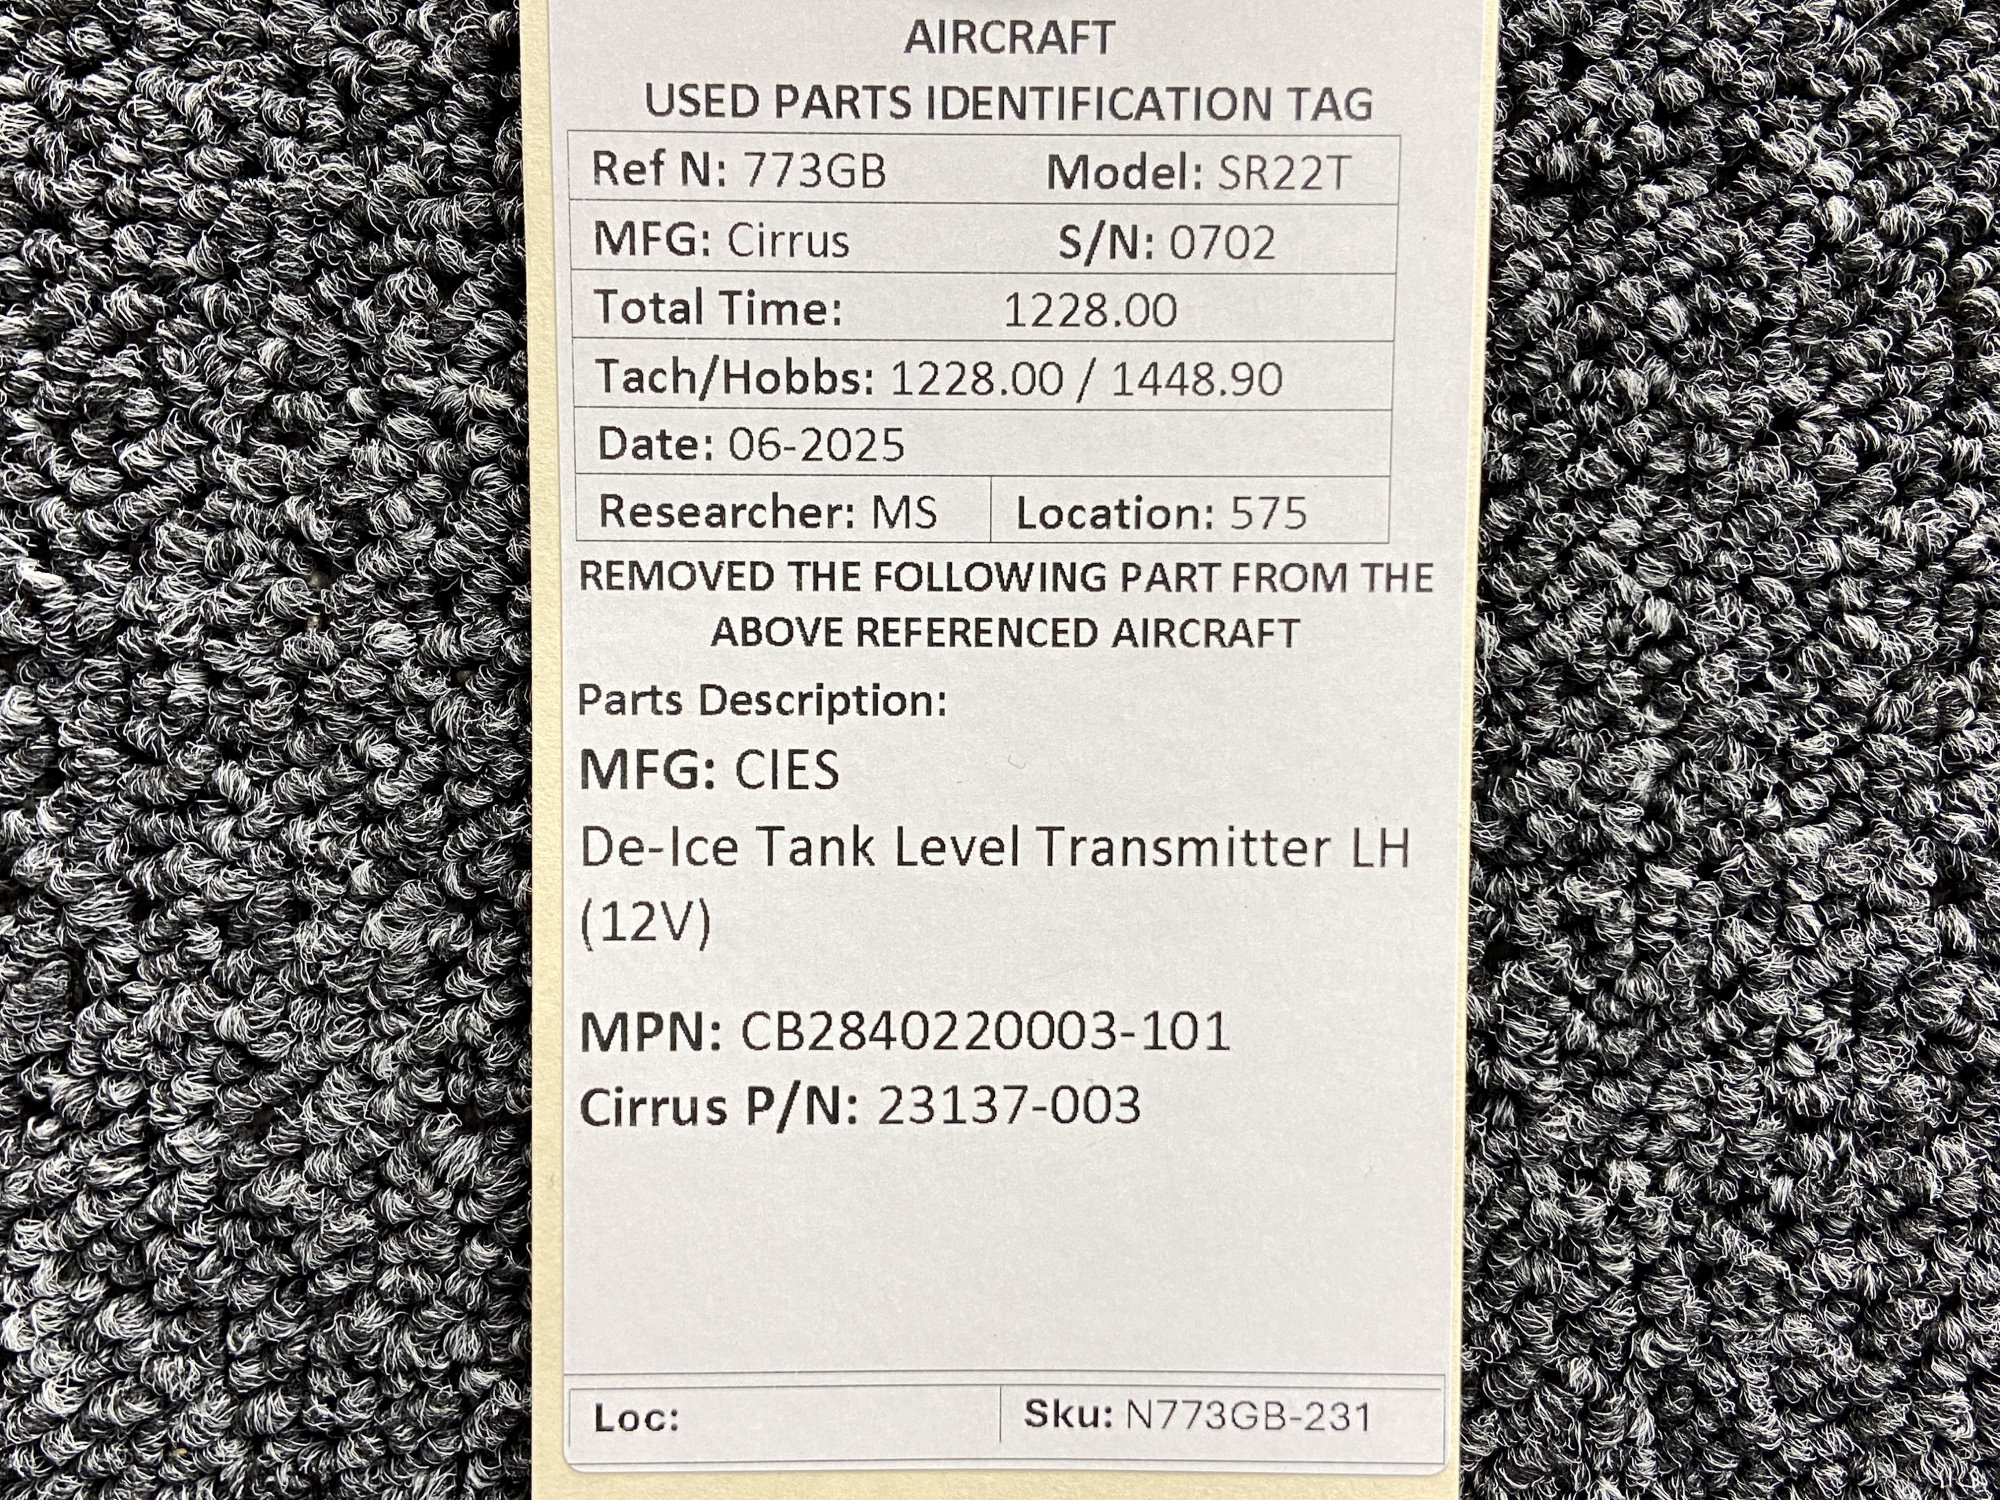 AIRCRAFT
USED PARTS IDENTIFICATION TAG
Ref N: 773GB Model: SR22T
MFG: Cirrus S/N: 0702
Total Time: 1228.00
Tach/Hobbs: 1228.00 / 1448.90
Date: 06-2025
Researcher: MS Location: 575
REMOVED THE FOLLOWING PART FROM THE
ABOVE REFERENCED AIRCRAFT
Parts Description:
MFG: CIES
De-Ice Tank Level Transmitter LH
(12V)
MPN: CB2840220003-101
Cirrus P/N: 23137-003
Loc: Sku: N773GB-231